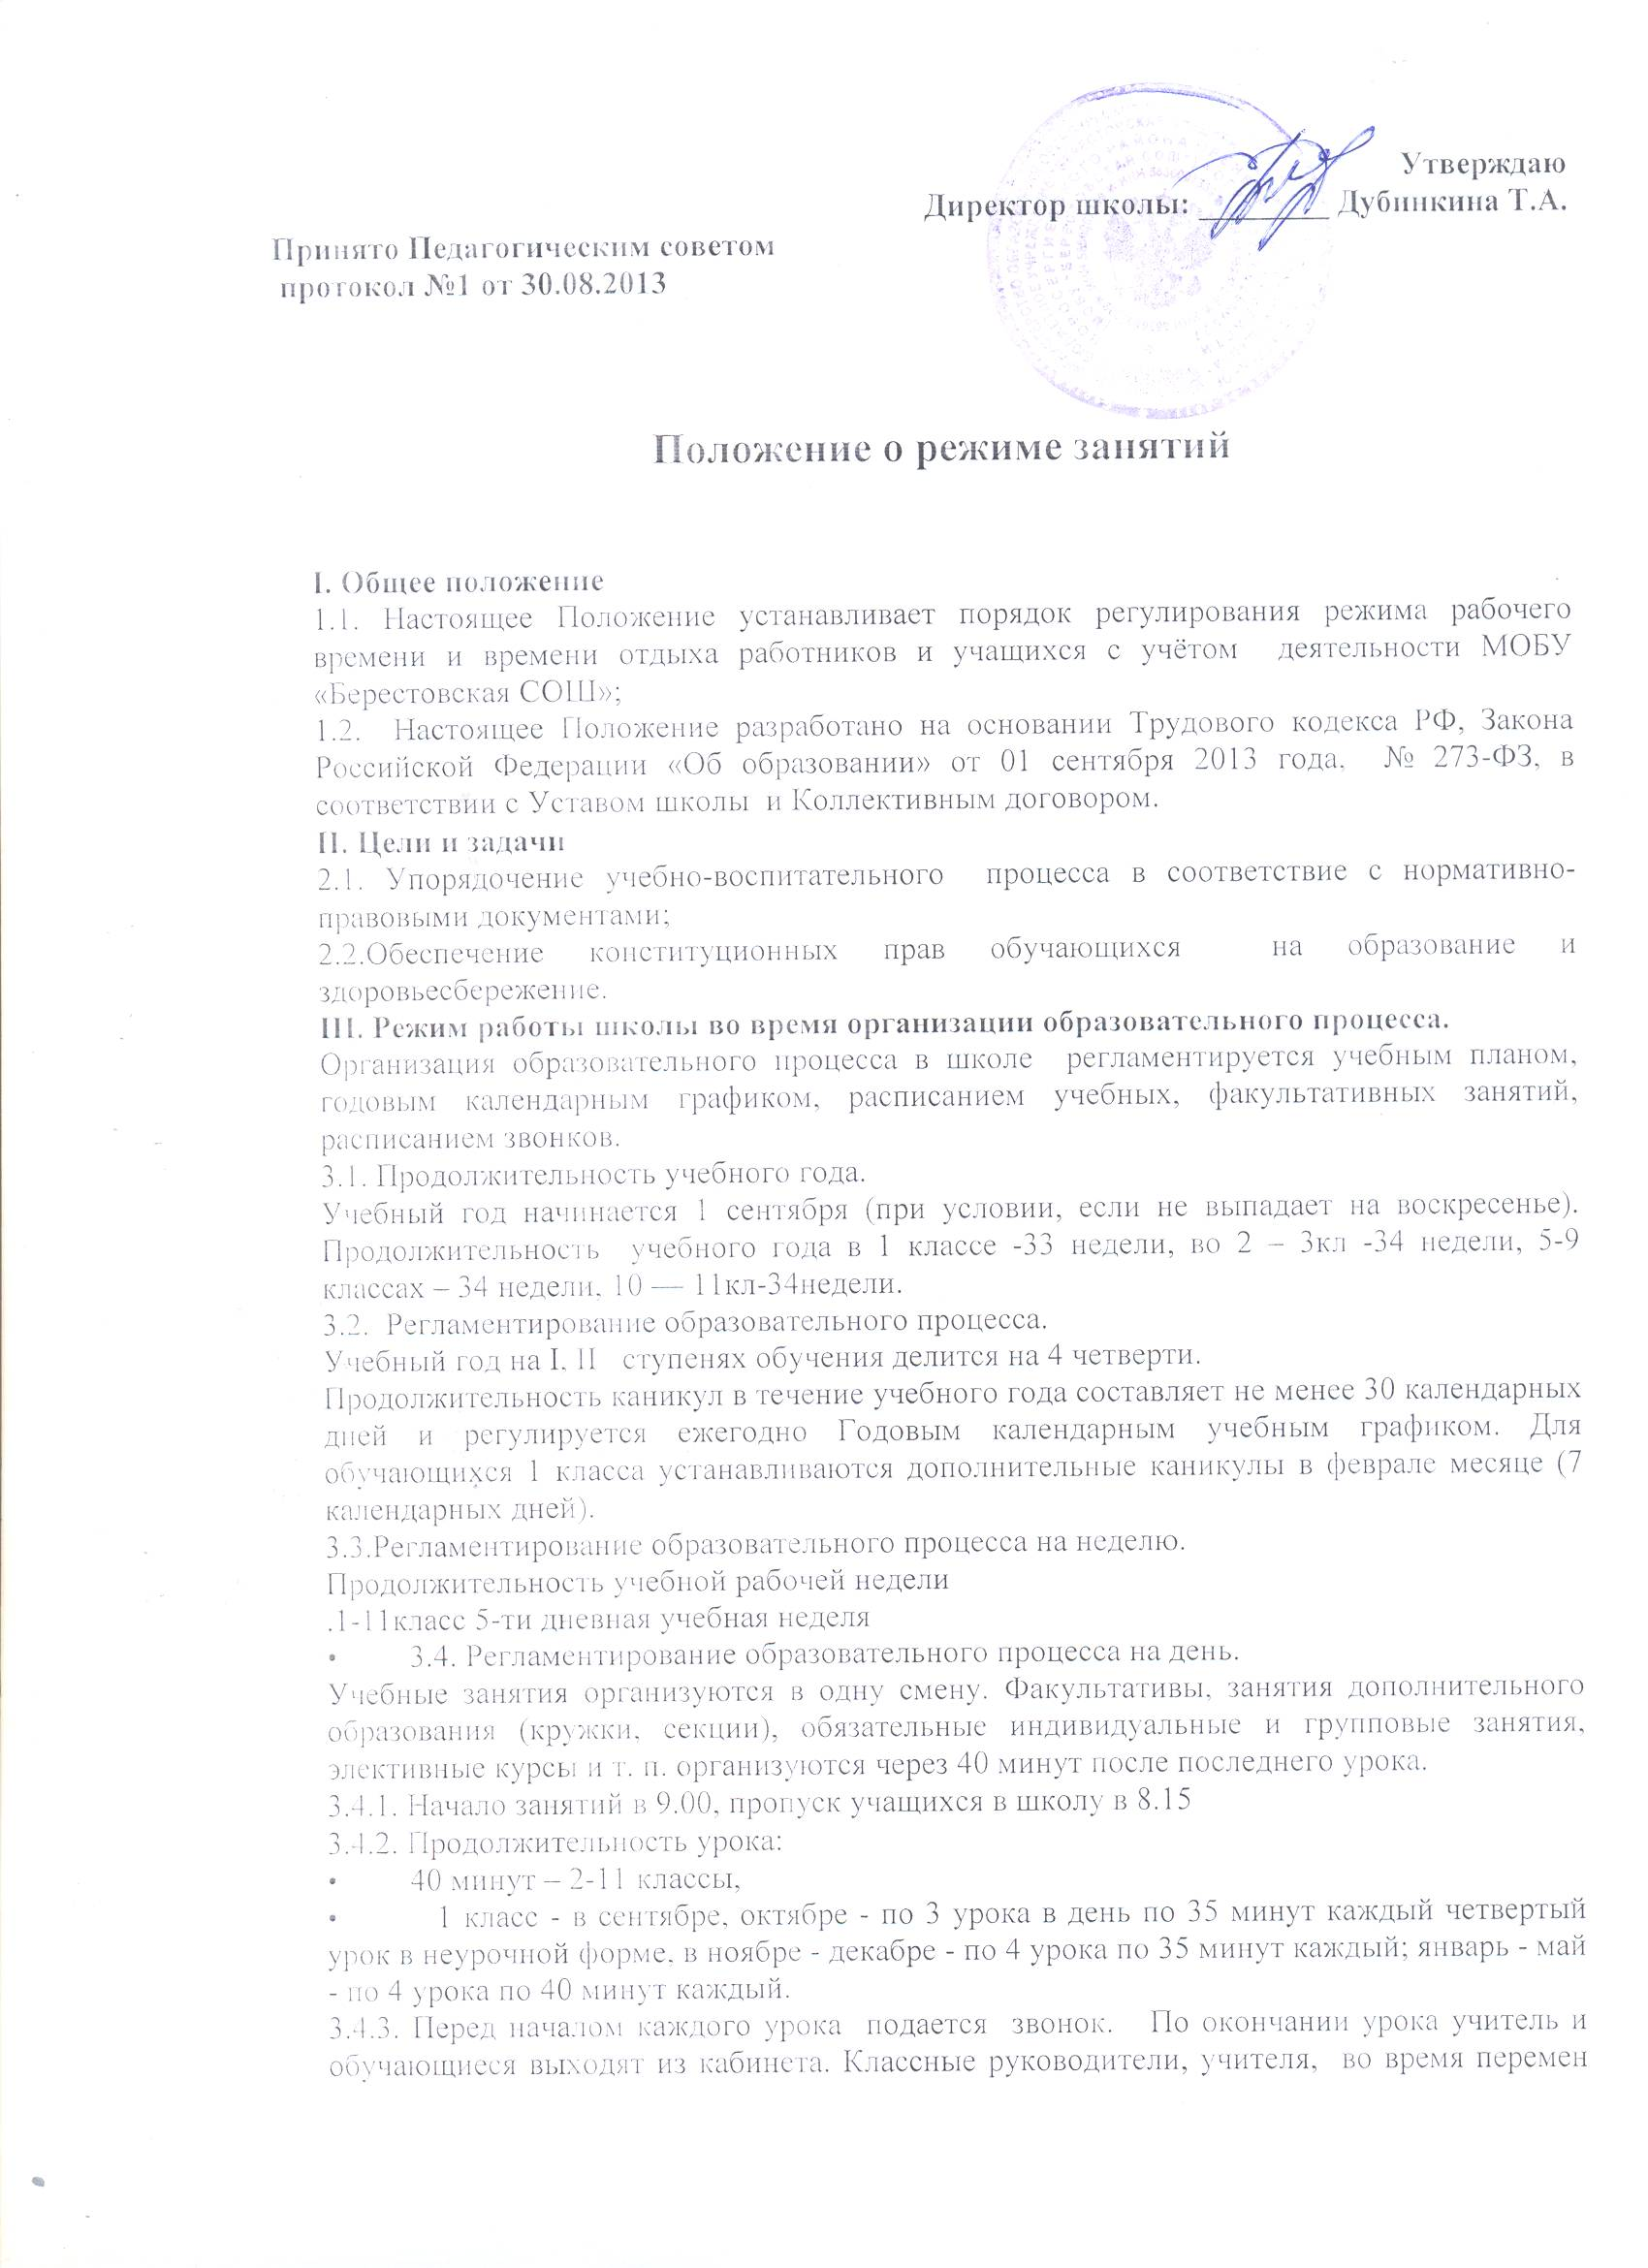 Утверждаю
Директор школы: _________ Дубинкина Т.А.
Принято Педагогическим советом
протокол №1 от 30.08.2013
Положение о режиме занятий
I. Общее положение
1.1. Настоящее Положение устанавливает порядок регулирования режима рабочего
времени и времени отдыха работников и учащихся с учётом деятельности МОБУ
«Берестовская СОШ»;
1.2. Настоящее Положение разработано на основании Трудового кодекса РФ, Закона
Российской Федерации «Об образовании» от 01 сентября 2013 года, № 273-ФЗ, в
соответствии с Уставом школы и Коллективным договором.
II. Цели и задачи
2.1. Упорядочение учебно-воспитательного процесса в соответствие с нормативно-
правовыми документами;
2.2.Обеспечение конституционных прав обучающихся на образование и
здоровьесбережение.
III. Режим работы школы во время организации образовательного процесса.
Организация образовательного процесса в школе регламентируется учебным планом,
годовым календарным графиком, расписанием учебных, факультативных занятий,
расписанием звонков.
3.1. Продолжительность учебного года.
Учебный год начинается 1 сентября (при условии, если не выпадает на воскресенье).
Продолжительность учебного года в 1 классе -33 недели, во 2 – 3кл -34 недели, 5-9
классах – 34 недели, 10 — 11кл-34недели.
3.2. Регламентирование образовательного процесса.
Учебный год на I, II ступенях обучения делится на 4 четверти.
Продолжительность каникул в течение учебного года составляет не менее 30 календарных
дней и регулируется ежегодно Годовым календарным учебным графиком. Для
обучающихся 1 класса устанавливаются дополнительные каникулы в феврале месяце (7
календарных дней).
3.3.Регламентирование образовательного процесса на неделю.
Продолжительность учебной рабочей недели
.1-11класс 5-ти дневная учебная неделя
• 3.4. Регламентирование образовательного процесса на день.
Учебные занятия организуются в одну смену. Факультативы, занятия дополнительного
образования (кружки, секции), обязательные индивидуальные и групповые занятия,
элективные курсы и т. п. организуются через 40 минут после последнего урока.
3.4.1. Начало занятий в 9.00, пропуск учащихся в школу в 8.15
3.4.2. Продолжительность урока:
• 40 минут – 2-11 классы,
• 1 класс - в сентябре, октябре - по 3 урока в день по 35 минут каждый четвертый
урок в неурочной форме, в ноябре - декабре - по 4 урока по 35 минут каждый; январь - май
- по 4 урока по 40 минут каждый.
3.4.3. Перед началом каждого урока подается звонок. По окончании урока учитель и
обучающиеся выходят из кабинета. Классные руководители, учителя, во время перемен